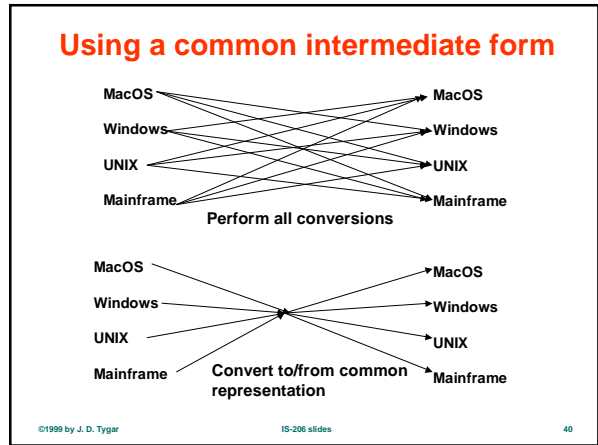 Using a common intermediate form
MacOS MacOS
Windows Windows
UNIX UNIX
Mainframe Mainframe
Perform all conversions
MacOS MacOS
Windows Windows
UNIX UNIX
Mainframe Mainframe
Convert to/from common
representation
©1999 by J. D. Tygar IS-206 slides 40